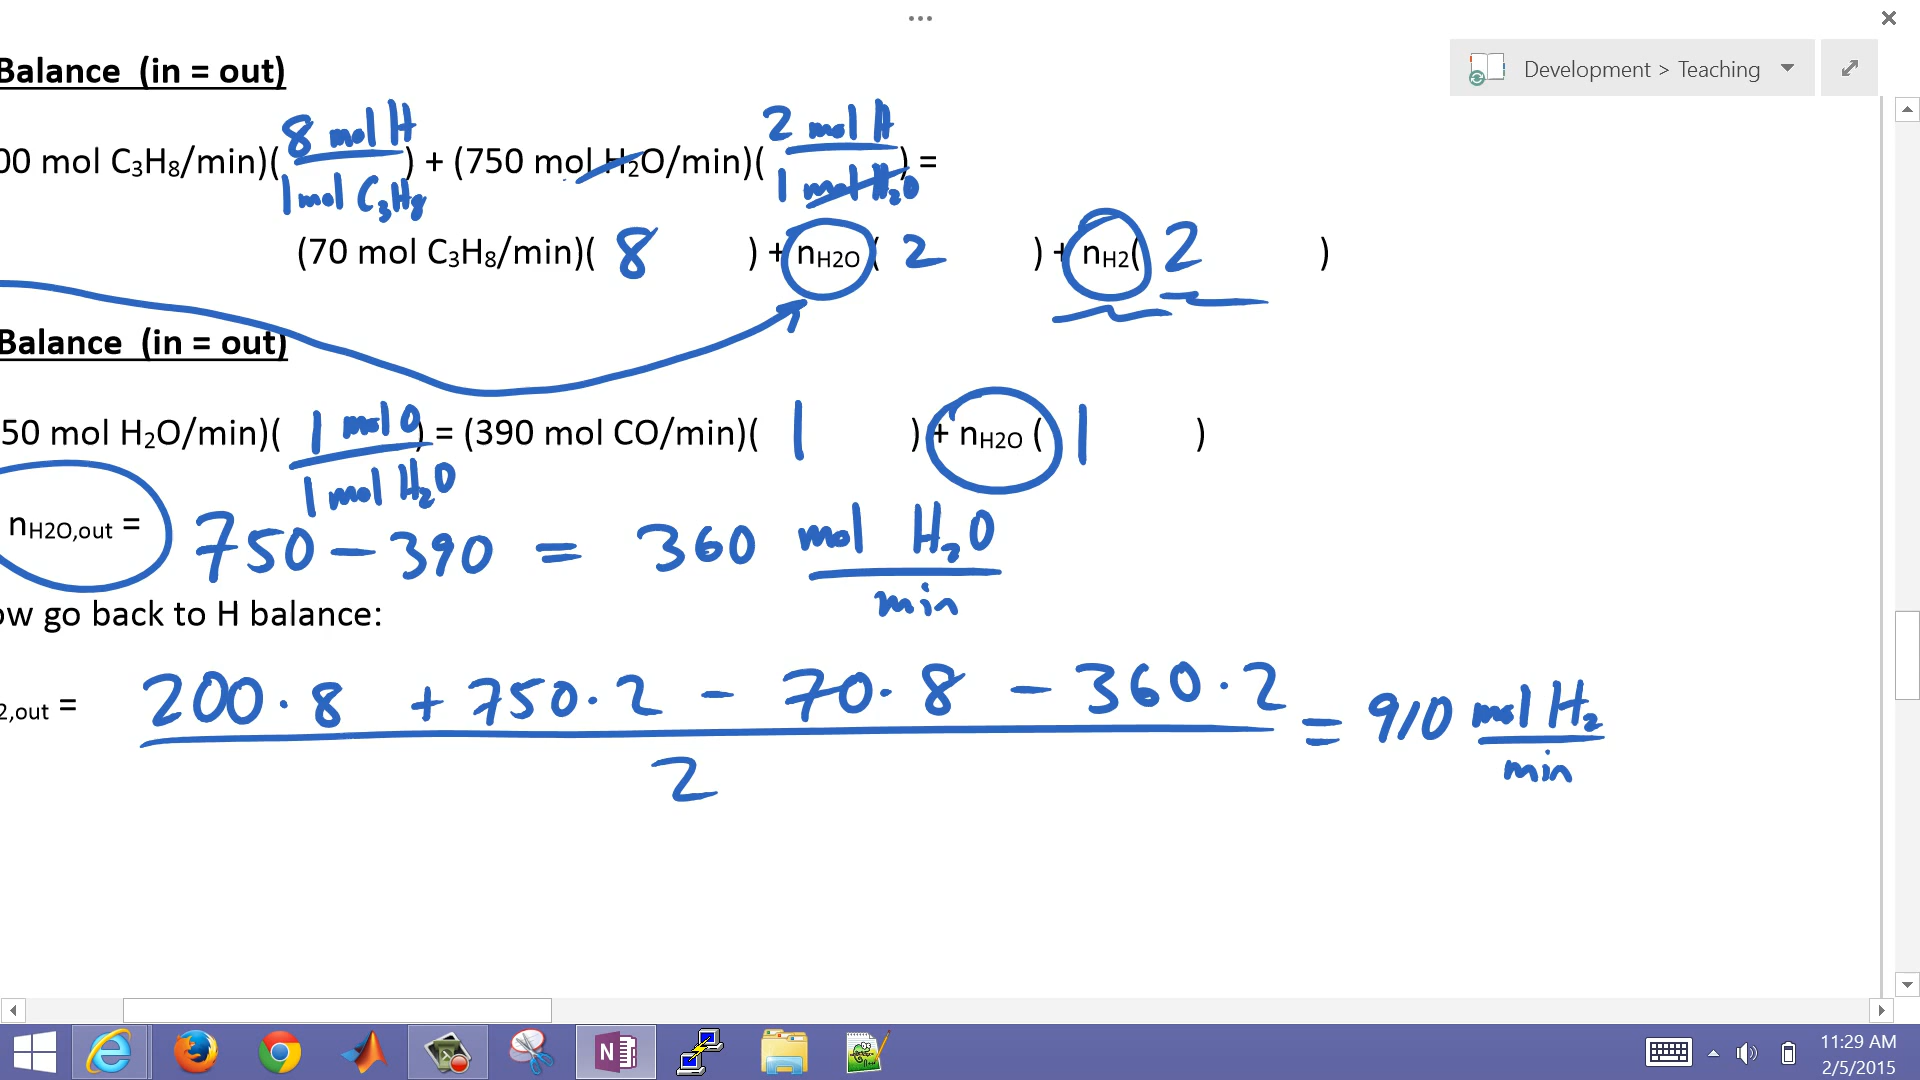 Balance (in = out)
Development > Teaching
8 mol H
2 mol H
00 mol C3H8/min)( ) + (750 mol H2O/min)( ) =
1 mol C3H8
1 mol H2O
(70 mol C3H8/min)( 8 ) + nH2O ( 2 ) + nH2( 2 )
Balance (in = out)
1 mol O
50 mol H2O/min)( ) = (390 mol CO/min)( 1 ) + nH2O ( 1 )
1 mol H2O
nH2O,out = 750 - 390 = 360 mol H2O
min
ow go back to H balance:
2,out = 200 · 8 + 750 · 2 - 70 · 8 - 360 · 2 = 910 mol H2
2
min
11:29 AM
2/5/2015